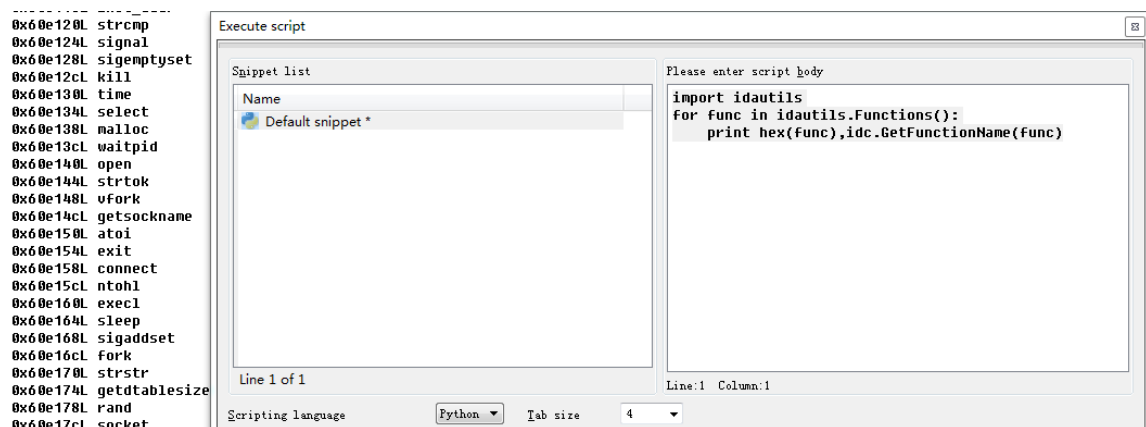 0x60e120L strcmp
0x60e124L signal
0x60e128L sigemptyset
0x60e12cL kill
0x60e130L time
0x60e134L select
0x60e138L malloc
0x60e13cL waitpid
0x60e140L open
0x60e144L strtok
0x60e148L vfork
0x60e14cL getsockname
0x60e150L atoi
0x60e154L exit
0x60e158L connect
0x60e15cL ntohl
0x60e160L execl
0x60e164L sleep
0x60e168L sigaddset
0x60e16cL fork
0x60e170L strstr
0x60e174L getdtablesize
0x60e178L rand
0x60e17cL socket
Execute script
Snippet list
Name
Default snippet *
Line 1 of 1
Please enter script body
import idautils
for func in idautils.Functions():
    print hex(func),idc.GetFunctionName(func)
Line:1 Column:1
Scripting language
Python
Tab size
4